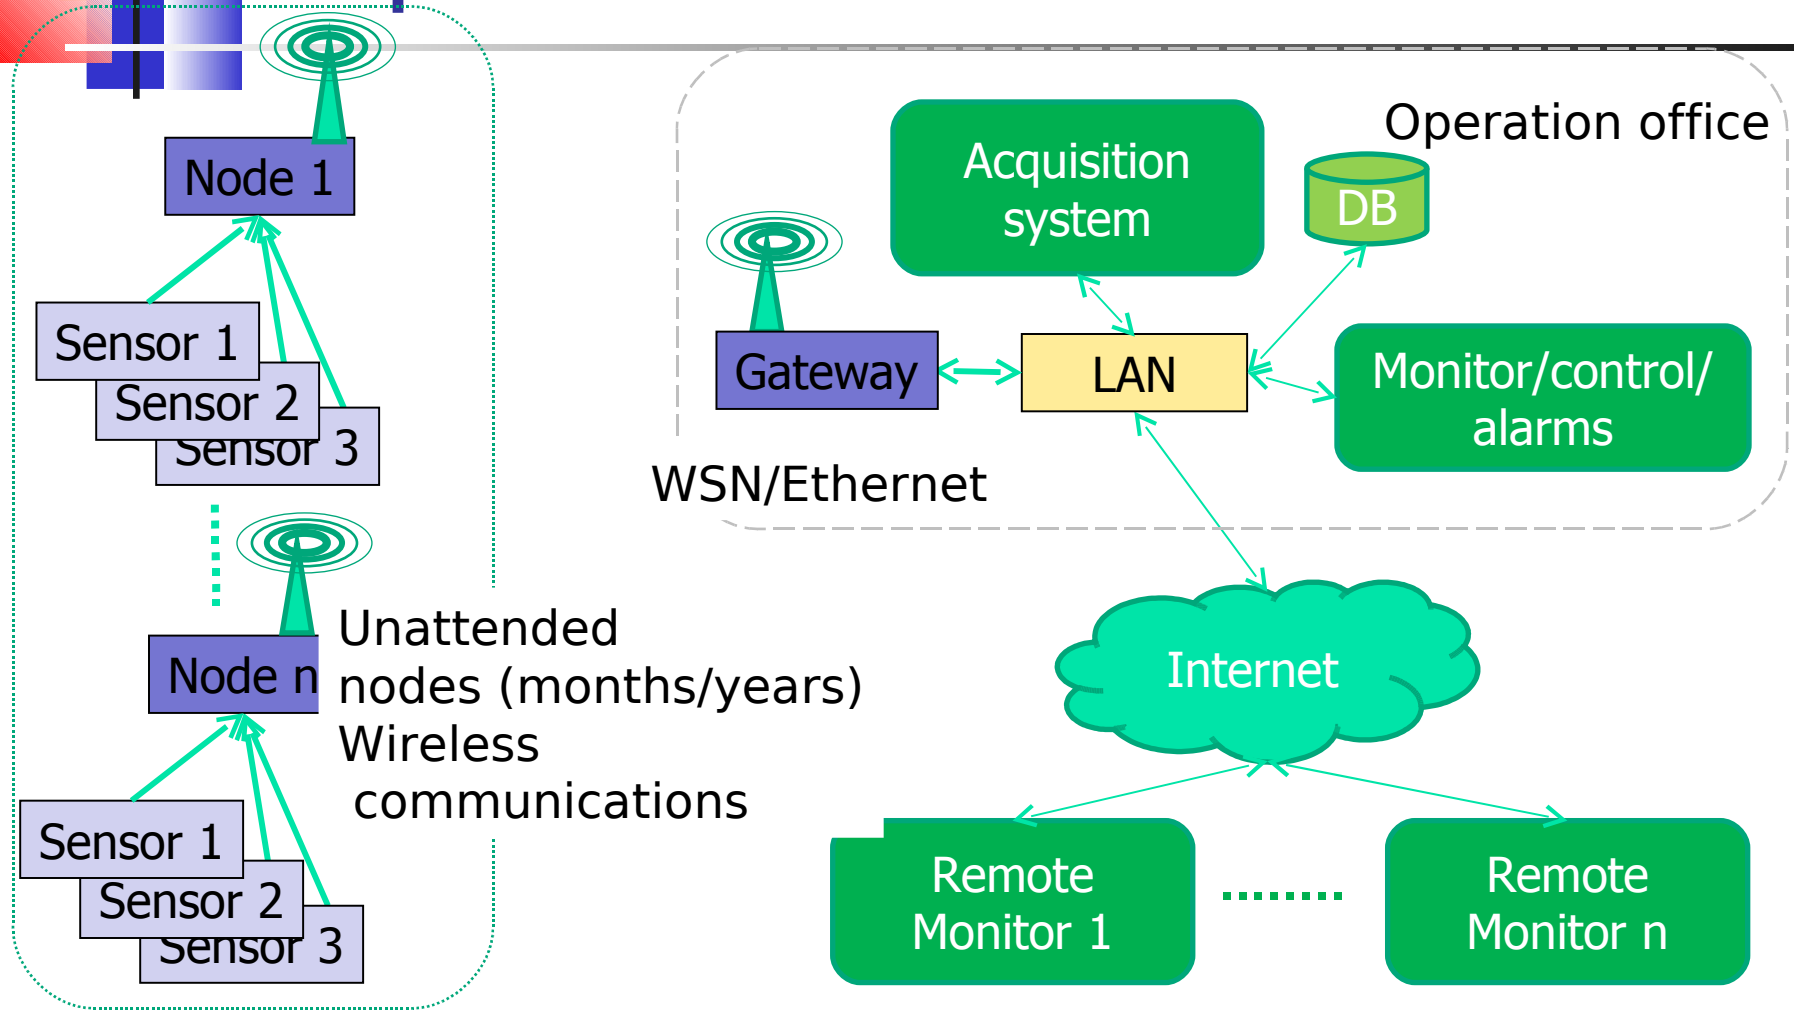 Node 1
Sensor 1
Sensor 2
Sensor 3
Node n
Unattended
nodes (months/years)
Wireless
communications
Sensor 1
Sensor 2
Sensor 3
Operation office
Acquisition
system
DB
Gateway
LAN
Monitor/control/
alarms
WSN/Ethernet
Internet
Remote
Monitor 1
Remote
Monitor n